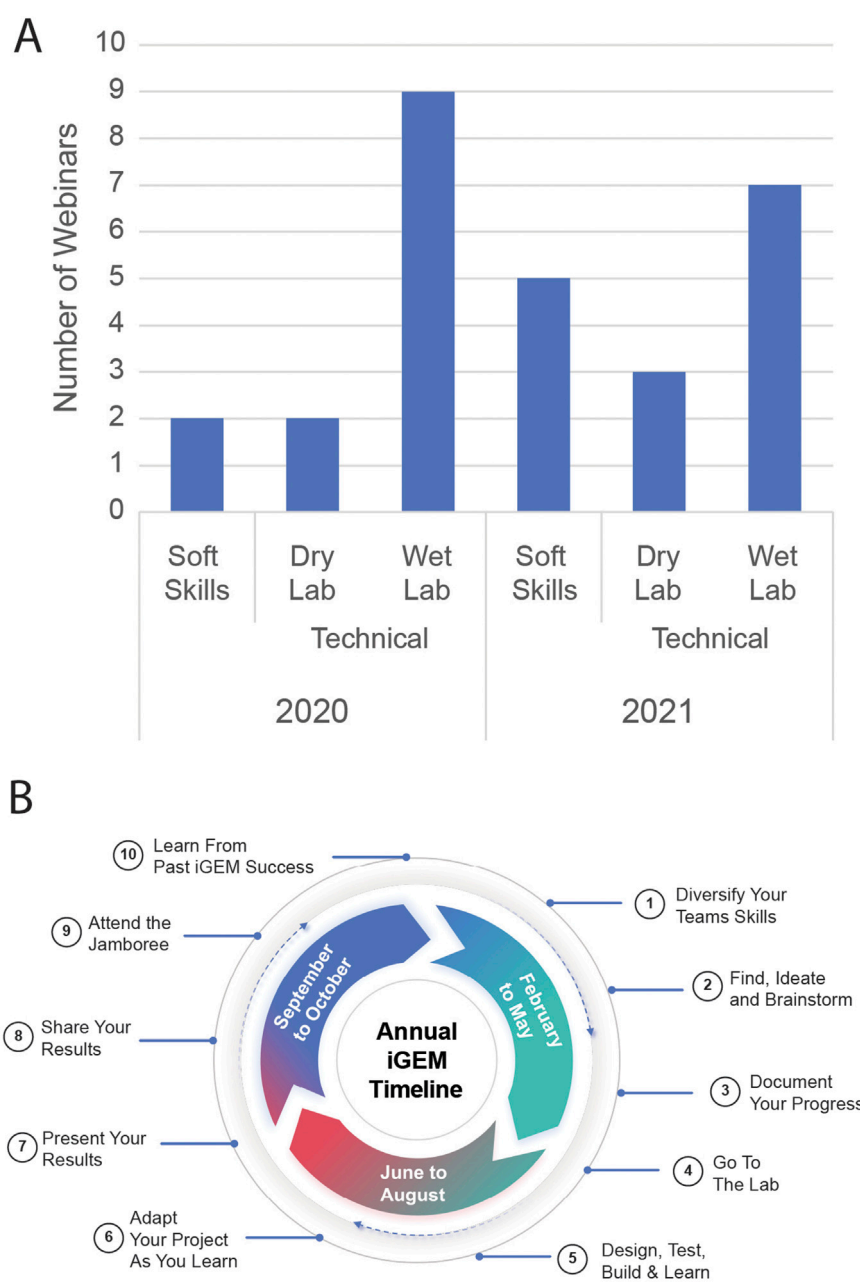 A
10
9
8
7
6
5
4
3
2
1
0
Number of Webinars
Soft
Skills
Dry
Lab
Wet
Lab
Soft
Skills
Dry
Lab
Wet
Lab
Technical
Technical
2020
2021
B
10 Learn From
Past iGEM Success
1 Diversify Your
Teams Skills
9 Attend the
Jamboree
2 Find, Ideate
and Brainstorm
8 Share Your
Results
3 Document
Your Progress
7 Present Your
Results
4 Go To
The Lab
6 Adapt
Your Project
As You Learn
5 Design, Test,
Build & Learn
September
to October
February
to May
June to
August
Annual
iGEM
Timeline